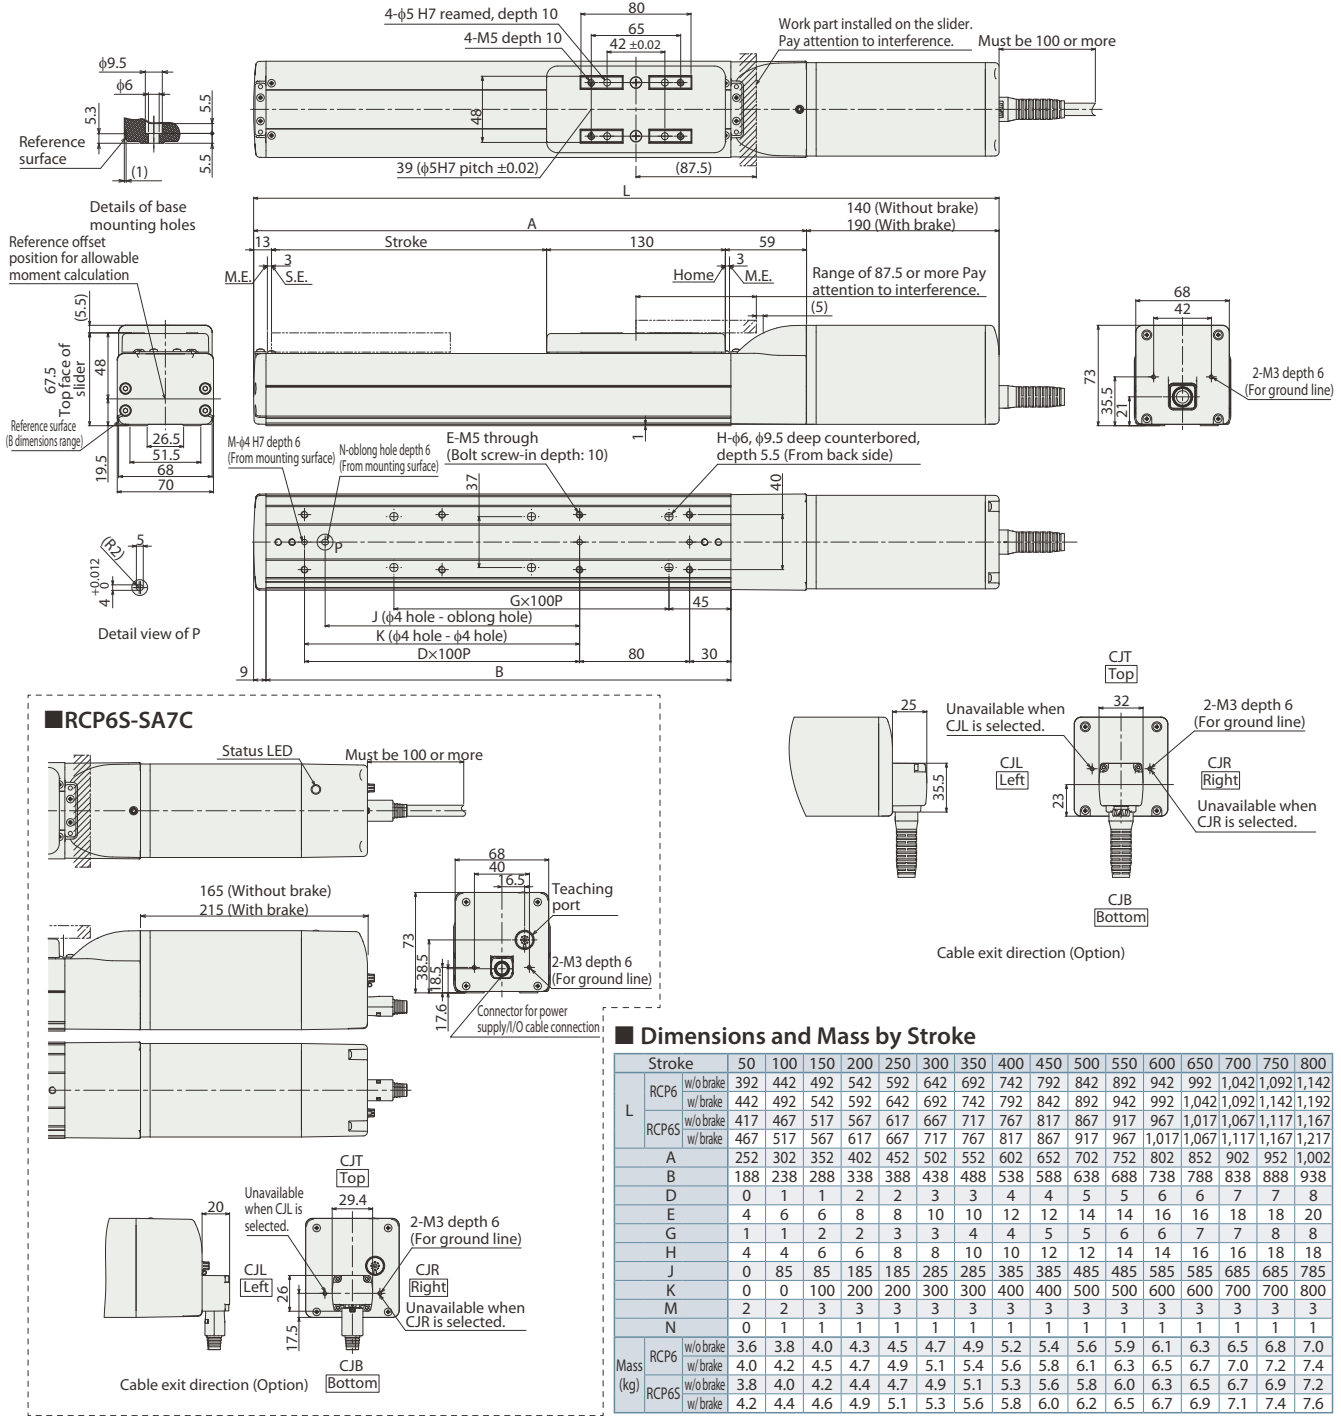 4-ϕ5 H7 reamed, depth 10
80
65
4-M5 depth 10
42 ±0.02
Work part installed on the slider.
Pay attention to interference.
Must be 100 or more
ϕ9.5
ϕ6
5.3
5.5
5.5
48
Reference
surface
(1)
39 (ϕ5H7 pitch ±0.02)
(87.5)
Details of base
mounting holes
L
140 (Without brake)
A
190 (With brake)
Reference offset
position for allowable
moment calculation
13
Stroke
130
59
3
M.E.
S.E.
Home
3
M.E.
Range of 87.5 or more Pay
attention to interference.
(5)
(5.5)
67.5
Top face of
slider
48
Reference surface
(B dimensions range)
19.5
26.5
51.5
68
70
1
68
42
73
35.5
21
2-M3 depth 6
(For ground line)
M-ϕ4 H7 depth 6
(From mounting surface)
N-oblong hole depth 6
(From mounting surface)
E-M5 through
(Bolt screw-in depth: 10)
H-ϕ6, ϕ9.5 deep counterbored,
depth 5.5 (From back side)
37
40
P
(R2)
5
4 +0.012 0
Detail view of P
G×100P
45
J (ϕ4 hole - oblong hole)
K (ϕ4 hole - ϕ4 hole)
D×100P
80
30
9
B
■RCP6S-SA7C
Status LED
Must be 100 or more
165 (Without brake)
215 (With brake)
68
40
16.5
Teaching
port
73
38.5
18.5
17.6
2-M3 depth 6
(For ground line)
Connector for power
supply/I/O cable connection
CJT
Top
Unavailable
when CJL is
selected.
29.4
20
2-M3 depth 6
(For ground line)
CJL
Left
CJR
Right
26
17.5
Unavailable when
CJR is selected.
CJB
Bottom
Cable exit direction (Option)
CJT
Top
25
Unavailable when
CJL is selected.
32
2-M3 depth 6
(For ground line)
CJL
Left
CJR
Right
35.5
23
Unavailable when
CJR is selected.
CJB
Bottom
Cable exit direction (Option)
■ Dimensions and Mass by Stroke
Stroke 50 100 150 200 250 300 350 400 450 500 550 600 650 700 750 800
L RCP6 w/o brake 392 442 492 542 592 642 692 742 792 842 892 942 992 1,042 1,092 1,142
w/ brake 442 492 542 592 642 692 742 792 842 892 942 992 1,042 1,092 1,142 1,192
RCP6S w/o brake 417 467 517 567 617 667 717 767 817 867 917 967 1,017 1,067 1,117 1,167
w/ brake 467 517 567 617 667 717 767 817 867 917 967 1,017 1,067 1,117 1,167 1,217
A 252 302 352 402 452 502 552 602 652 702 752 802 852 902 952 1,002
B 188 238 288 338 388 438 488 538 588 638 688 738 788 838 888 938
D 0 1 1 2 2 3 3 4 4 5 5 6 6 7 7 8
E 4 6 6 8 8 10 10 12 12 14 14 16 16 18 18 20
G 1 1 2 2 3 3 4 4 5 5 6 6 7 7 8 8
H 4 4 6 6 8 8 10 10 12 12 14 14 16 16 18 18
J 0 85 85 185 185 285 285 385 385 485 485 585 585 685 685 785
K 0 0 100 200 200 300 300 400 400 500 500 600 600 700 700 800
M 2 2 3 3 3 3 3 3 3 3 3 3 3 3 3 3
N 0 1 1 1 1 1 1 1 1 1 1 1 1 1 1 1
Mass (kg) RCP6 w/o brake 3.6 3.8 4.0 4.3 4.5 4.7 4.9 5.2 5.4 5.6 5.9 6.1 6.3 6.5 6.8 7.0
w/ brake 4.0 4.2 4.5 4.7 4.9 5.1 5.4 5.6 5.8 6.1 6.3 6.5 6.7 7.0 7.2 7.4
RCP6S w/o brake 3.8 4.0 4.2 4.4 4.7 4.9 5.1 5.3 5.6 5.8 6.0 6.3 6.5 6.7 6.9 7.2
w/ brake 4.2 4.4 4.6 4.9 5.1 5.3 5.6 5.8 6.0 6.2 6.5 6.7 6.9 7.1 7.4 7.6